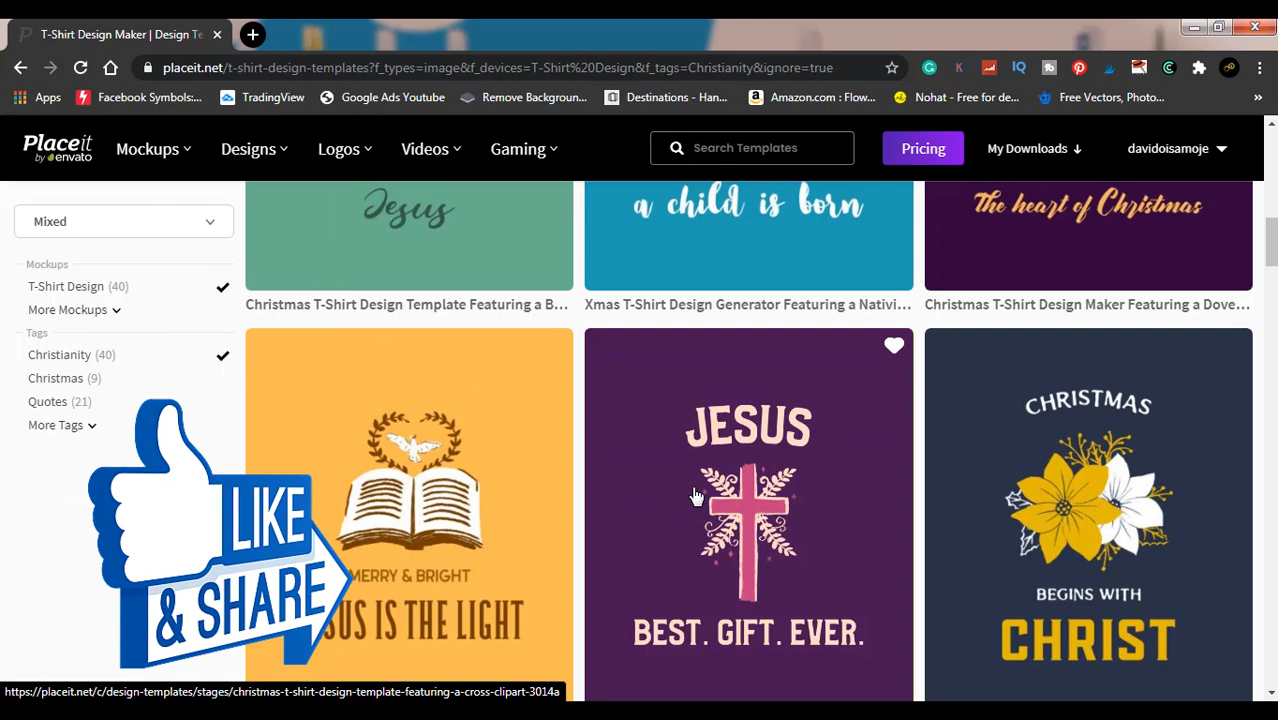 T-Shirt Design Maker | Design Te
placeit.net/t-shirt-design-templates?f_types=image&f_devices=T-Shirt%20Design&f_tags=Christianity&ignore=true
Apps
Facebook Symbols:...
TradingView
Google Ads Youtube
Remove Backgroun...
Destinations - Han...
Amazon.com : Flow...
Nohat - Free for de...
Free Vectors, Photo...
Placeit
by envato
Mockups
Designs
Logos
Videos
Gaming
Search Templates
Pricing
My Downloads
davidoisamoje
Mixed
Mockups
T-Shirt Design (40)
More Mockups
Tags
Christianity (40)
Christmas (9)
Quotes (21)
More Tags
Jesus
a child is born
The heart of Christmas
Christmas T-Shirt Design Template Featuring a B...
Xmas T-Shirt Design Generator Featuring a Nativi...
Christmas T-Shirt Design Maker Featuring a Dove...
MERRY & BRIGHT
SUS IS THE LIGHT
JESUS
BEST. GIFT. EVER.
CHRISTMAS
BEGINS WITH
CHRIST
LIKE
& SHARE
https://placeit.net/c/design-templates/stages/christmas-t-shirt-design-template-featuring-a-cross-clipart-3014a